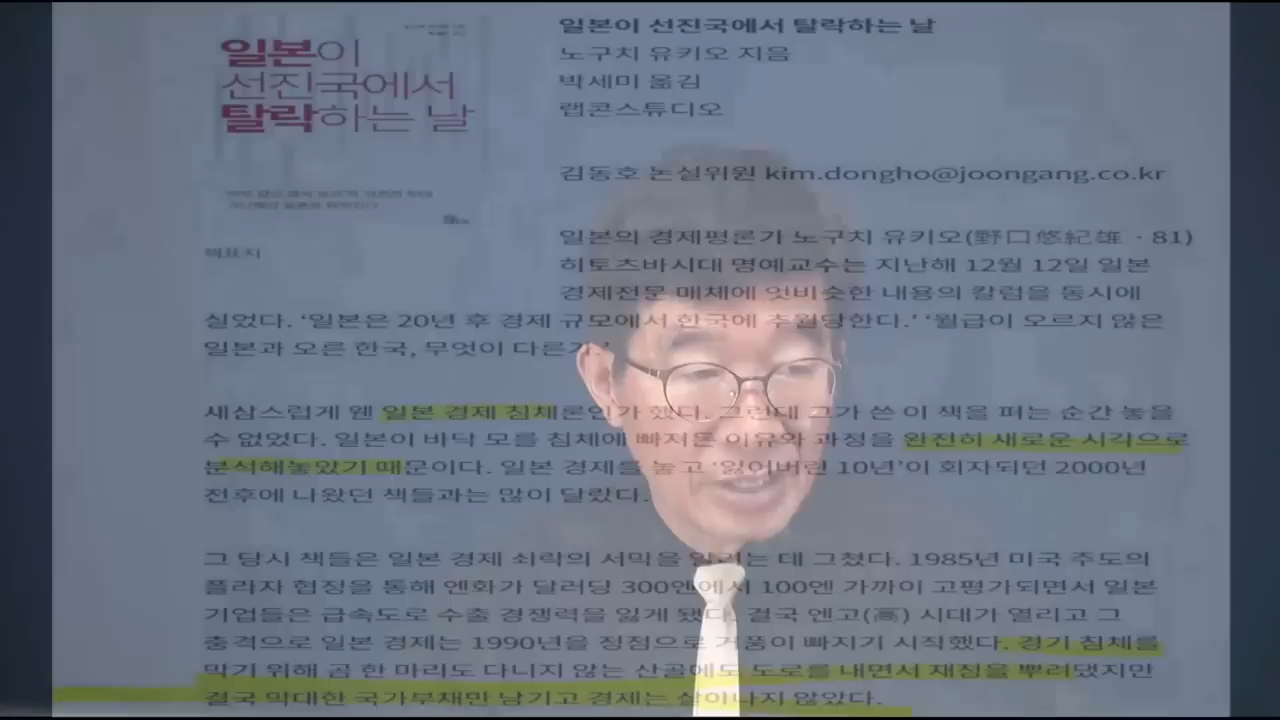 일본이
선진국에서
탈락하는 날
책표지
일본이 선진국에서 탈락하는 날
노구치 유키오 지음
박세미 옮김
랩콘스튜디오
김동호 논설위원 kim.dongho@joongang.co.kr
일본의 경제평론가 노구치 유키오(野口悠紀雄 · 81)
히토츠바시대 명예교수는 지난해 12월 12일 일본
경제전문 매체에 엇비슷한 내용의 칼럼을 동시에
실었다. ‘일본은 20년 후 경제 규모에서 한국에 추월당한다.’ ‘월급이 오르지 않은
일본과 오른 한국, 무엇이 다른가.’
세삼스럽게 웬 일본 경제 침체론인가 했다. 그런데 그가 쓴 이 책을 펴는 순간 놓을
수 없었다. 일본이 바닥 모를 침체에 빠져든 이유와 과정을 완전히 새로운 시각으로
분석해놓았기 때문이다. 일본 경제를 놓고 ‘잃어버린 10년’이 회자되던 2000년
전후에 나왔던 책들과는 많이 달랐다.
그 당시 책들은 일본 경제 쇠락의 서막을 알리는 데 그쳤다. 1985년 미국 주도의
플라자 협정을 통해 엔화가 달러당 300엔에서 100엔 가까이 고평가되면서 일본
기업들은 급속도로 수출 경쟁력을 잃게 됐다. 결국 엔고(高) 시대가 열리고 그
충격으로 일본 경제는 1990년을 정점으로 거품이 빠지기 시작했다. 경기 침체를
막기 위해 곰 한 마리도 다니지 않는 산골에도 도로를 내면서 재정을 뿌려댔지만
결국 막대한 국가부채만 남기고 경제는 살아나지 않았다.